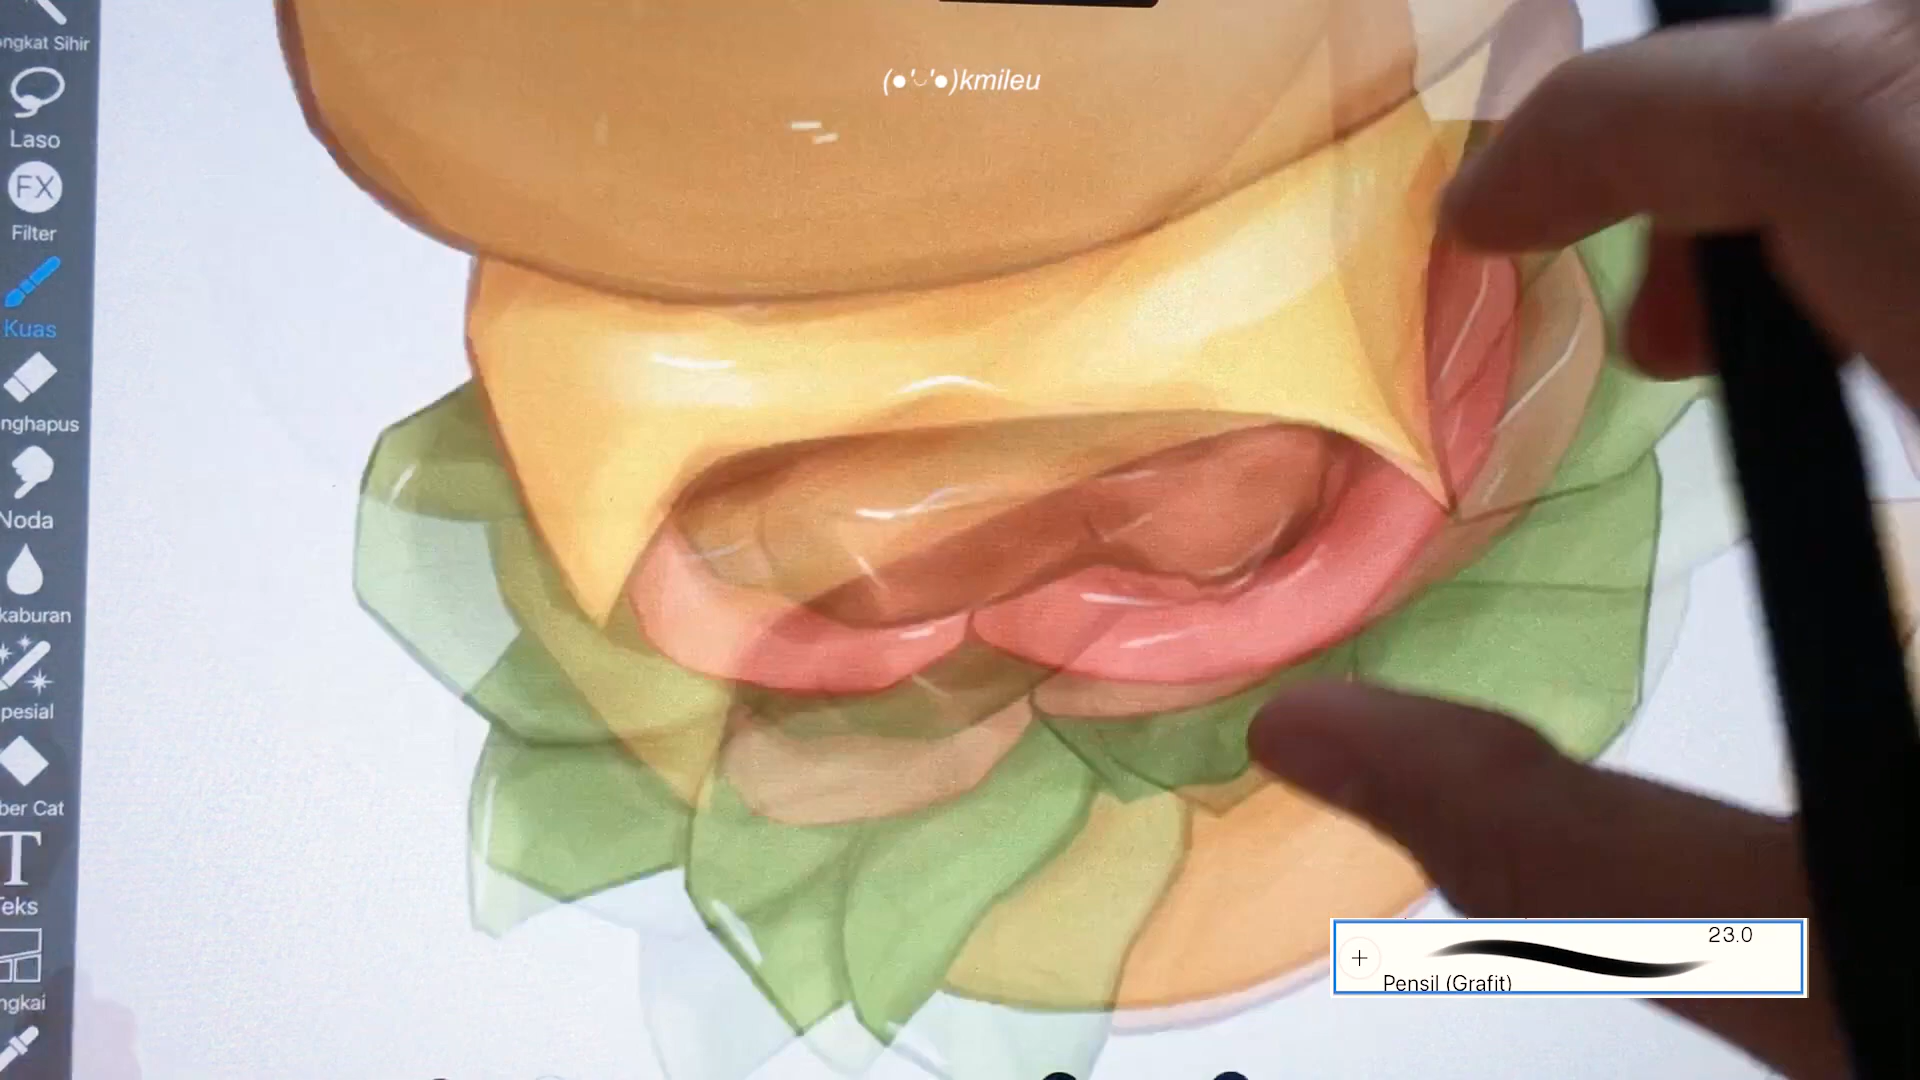 ngkat Sihir
(●'◡'●)kmileu
Laso
FX
Filter
Kuas
nghapus
Noda
kaburan
pesial
ber Cat
T
Teks
ngkai
23.0
Pensil (Grafit)